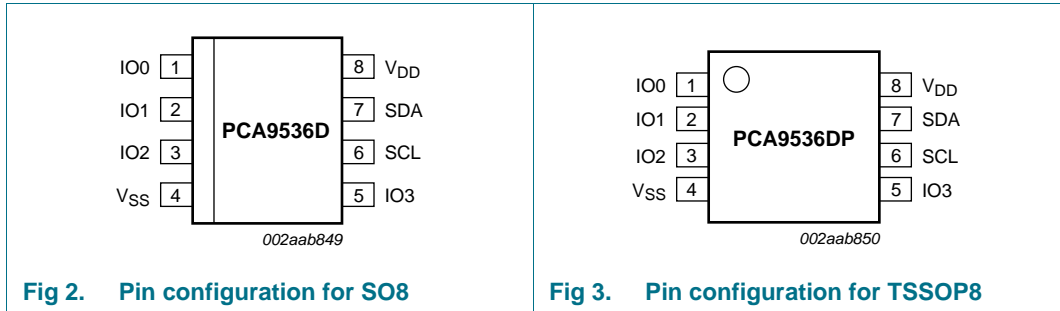 IO0 1 8 VDD
IO1 2 7 SDA
PCA9536D
IO2 3 6 SCL
VSS 4 5 IO3
002aab849
Fig 2. Pin configuration for SO8
IO0 1 8 VDD
IO1 2 7 SDA
PCA9536DP
IO2 3 6 SCL
VSS 4 5 IO3
002aab850
Fig 3. Pin configuration for TSSOP8